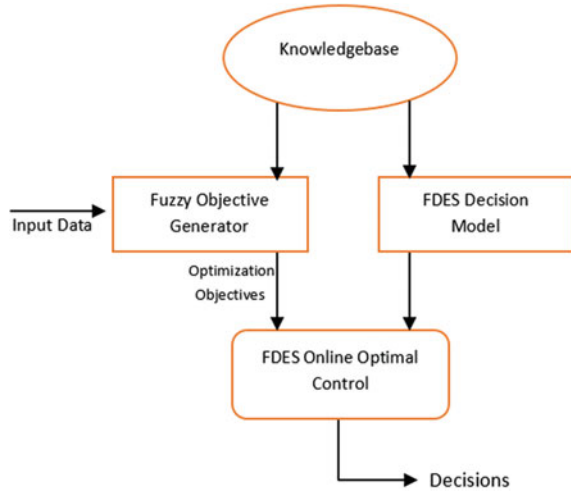 Knowledgebase
Input Data
Fuzzy Objective
Generator
FDES Decision
Model
Optimization
Objectives
FDES Online Optimal
Control
Decisions